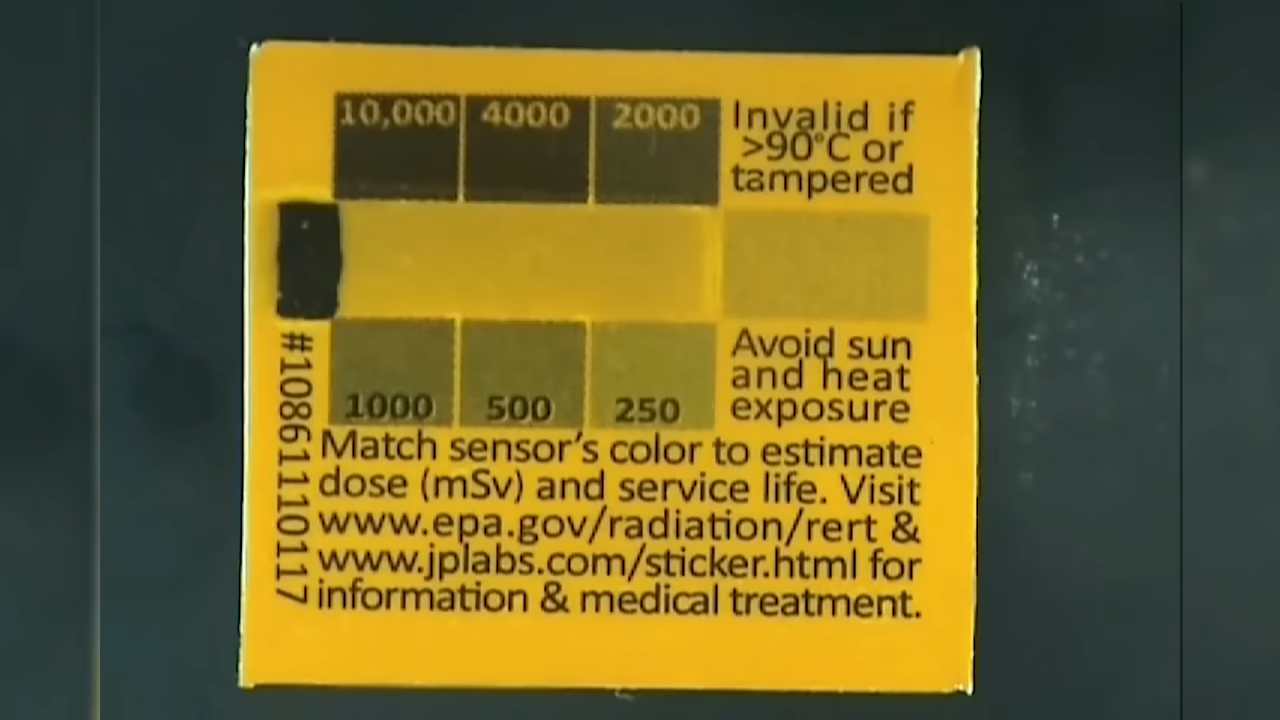 10,000 4000 2000
Invalid if
>90°C or
tampered
1000 500 250
Avoid sun
and heat
exposure
#10861110117
Match sensor's color to estimate
dose (mSv) and service life. Visit
www.epa.gov/radiation/rert &
www.jplabs.com/sticker.html for
information & medical treatment.